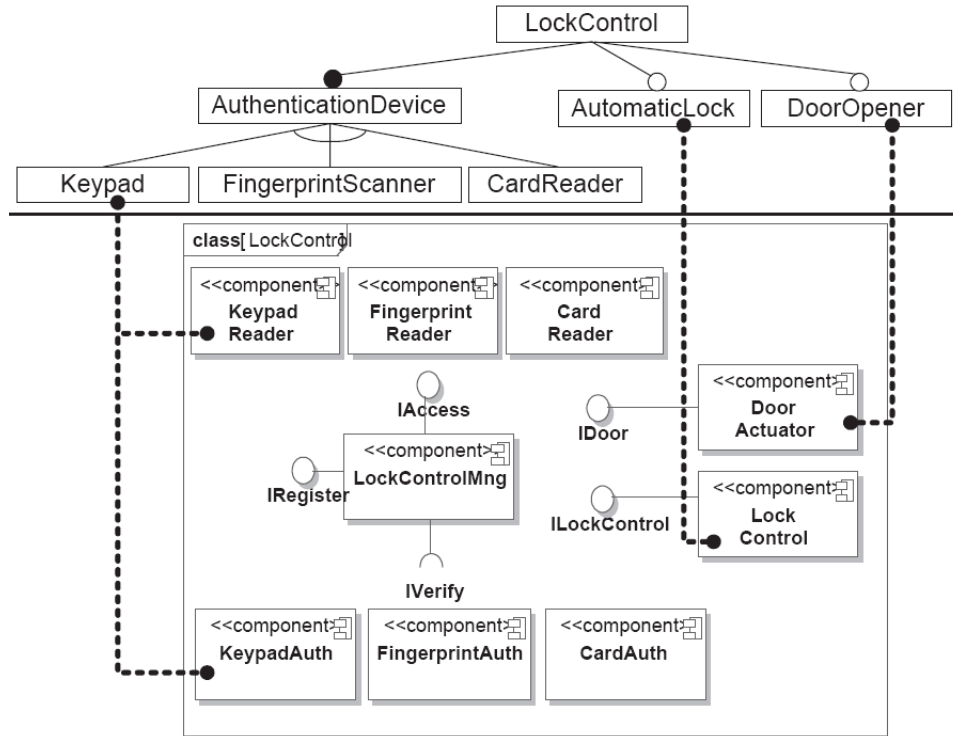 LockControl
AuthenticationDevice
AutomaticLock
DoorOpener
Keypad
FingerprintScanner
CardReader
class[ LockControl]
<<component>>
Keypad
Reader
<<component>>
Fingerprint
Reader
<<component>>
Card
Reader
IAccess
<<component>>
LockControlMng
IRegister
IVerify
<<component>>
Door
Actuator
IDoor
<<component>>
Lock
Control
ILockControl
<<component>>
KeypadAuth
<<component>>
FingerprintAuth
<<component>>
CardAuth